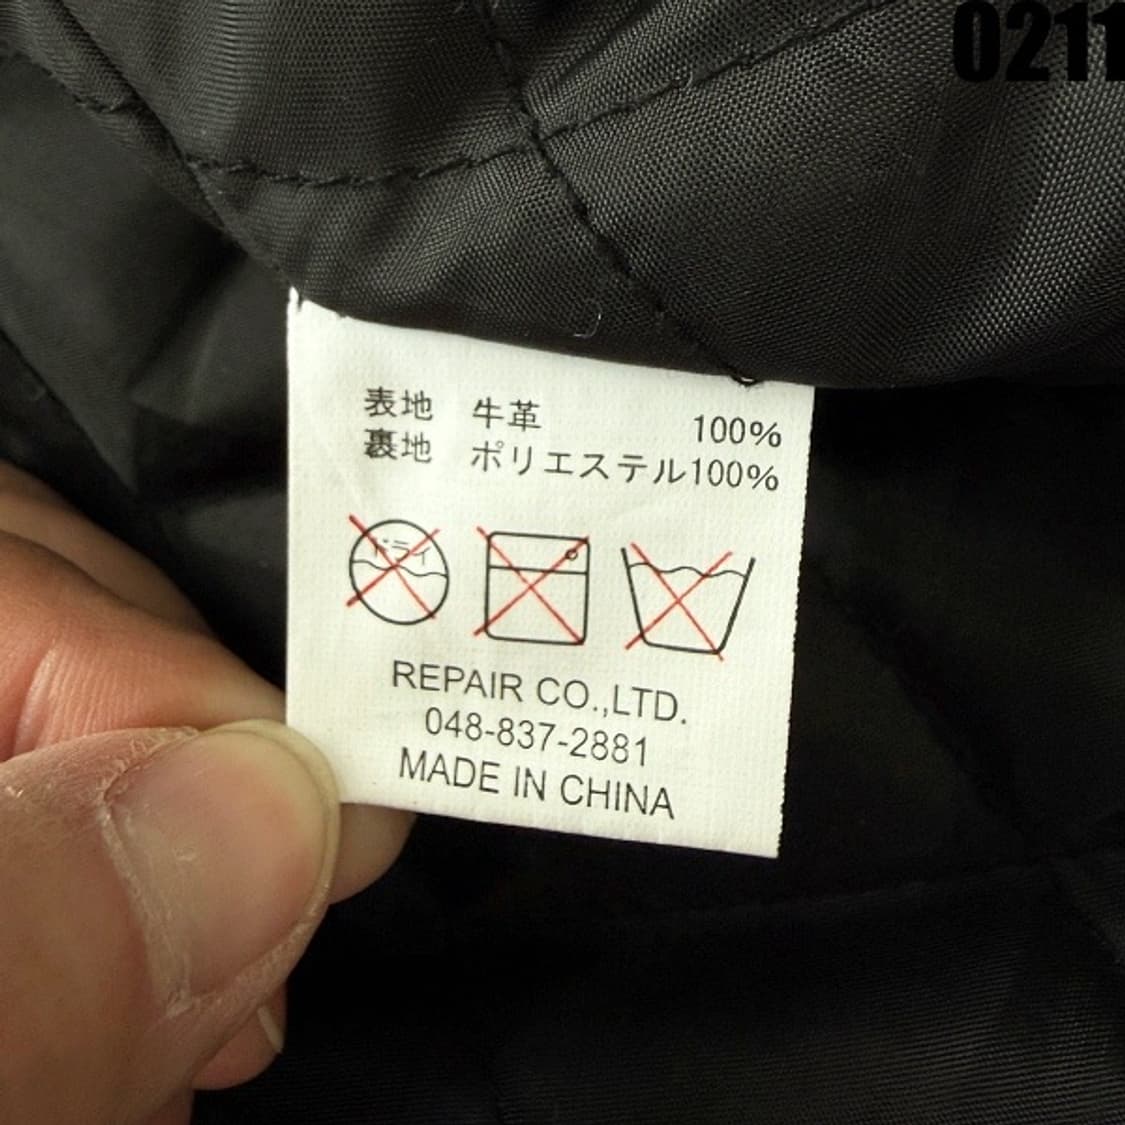 0211
表地 牛革 100%
裏地 ポリエステル100%
ドライ
REPAIR CO.,LTD.
048-837-2881
MADE IN CHINA